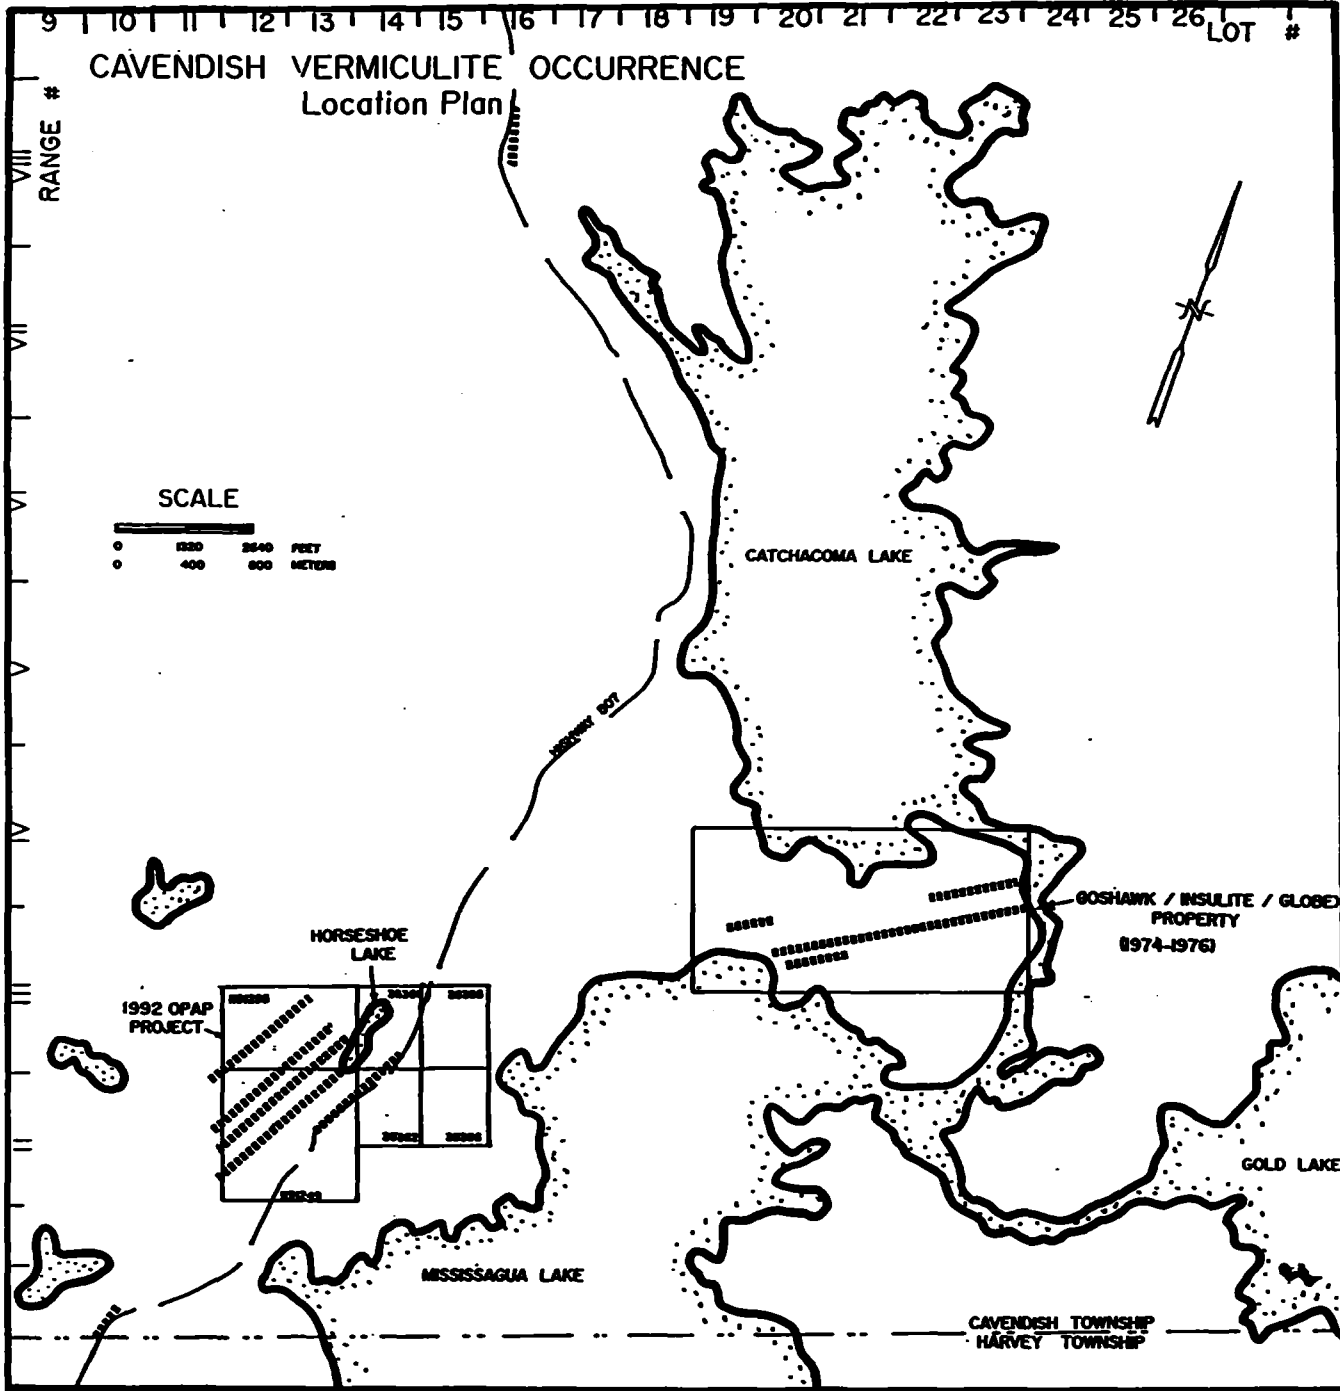 9 10 11 12 13 14 15 16 17 18 19 20 21 22 23 24 25 26
LOT #
CAVENDISH VERMICULITE OCCURRENCE
Location Plan
RANGE #
VIII
VII
VI
V
IV
III
II
N
SCALE
0 1320 2640 FEET
0 400 800 METERS
CATCHACOMA LAKE
HIGHWAY 507
GOSHAWK / INSULITE / GLOBEX
PROPERTY
(1974-1976)
HORSESHOE
LAKE
1992 OPAP
PROJECT
GOLD LAKE
MISSISSAGUA LAKE
CAVENDISH TOWNSHIP
HARVEY TOWNSHIP